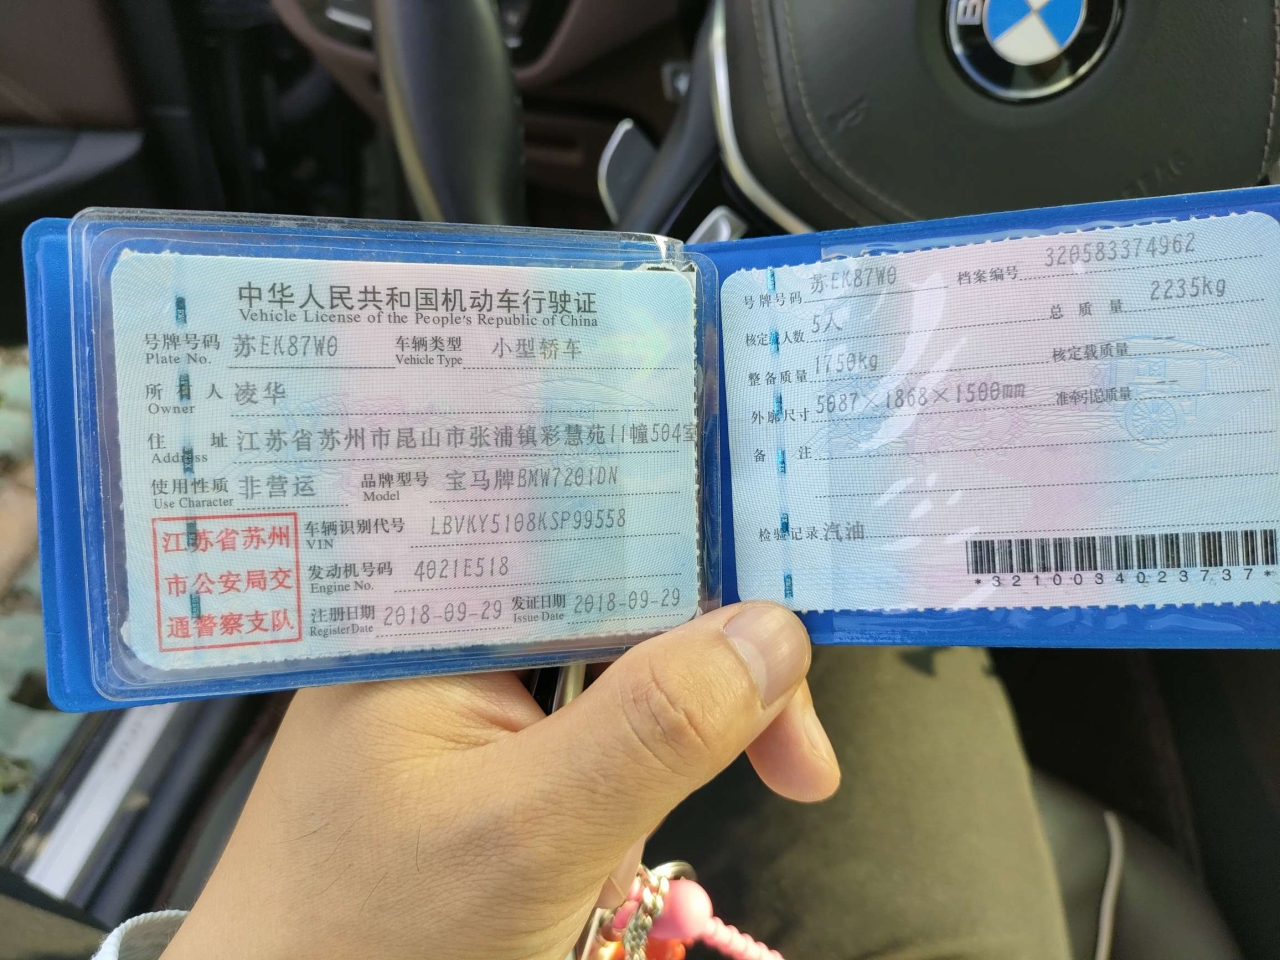 中华人民共和国机动车行驶证
Vehicle License of the People's Republic of China
号牌号码 苏EK87W0 车辆类型 小型轿车
Plate No. Vehicle Type
所有人 凌华
Owner
住址 江苏省苏州市昆山市张浦镇彩慧苑11幢504室
Address
使用性质 非营运 品牌型号 宝马牌BMW7201DN
Use Character Model
江苏省苏州
市公安局交
通警察支队
车辆识别代号 LBVKY5108KSP99558
VIN
发动机号码 4021E518
Engine No.
注册日期 2018-09-29 发证日期 2018-09-29
Register Date Issue Date
号牌号码 苏EK87W0 档案编号 320583374962
核定载人数 5人 总质量 2235kg
整备质量 1750kg 核定载质量 --
外廓尺寸 5087×1868×1500mm 准牵引总质量 --
备注
检验记录 汽油
*3210034023737*